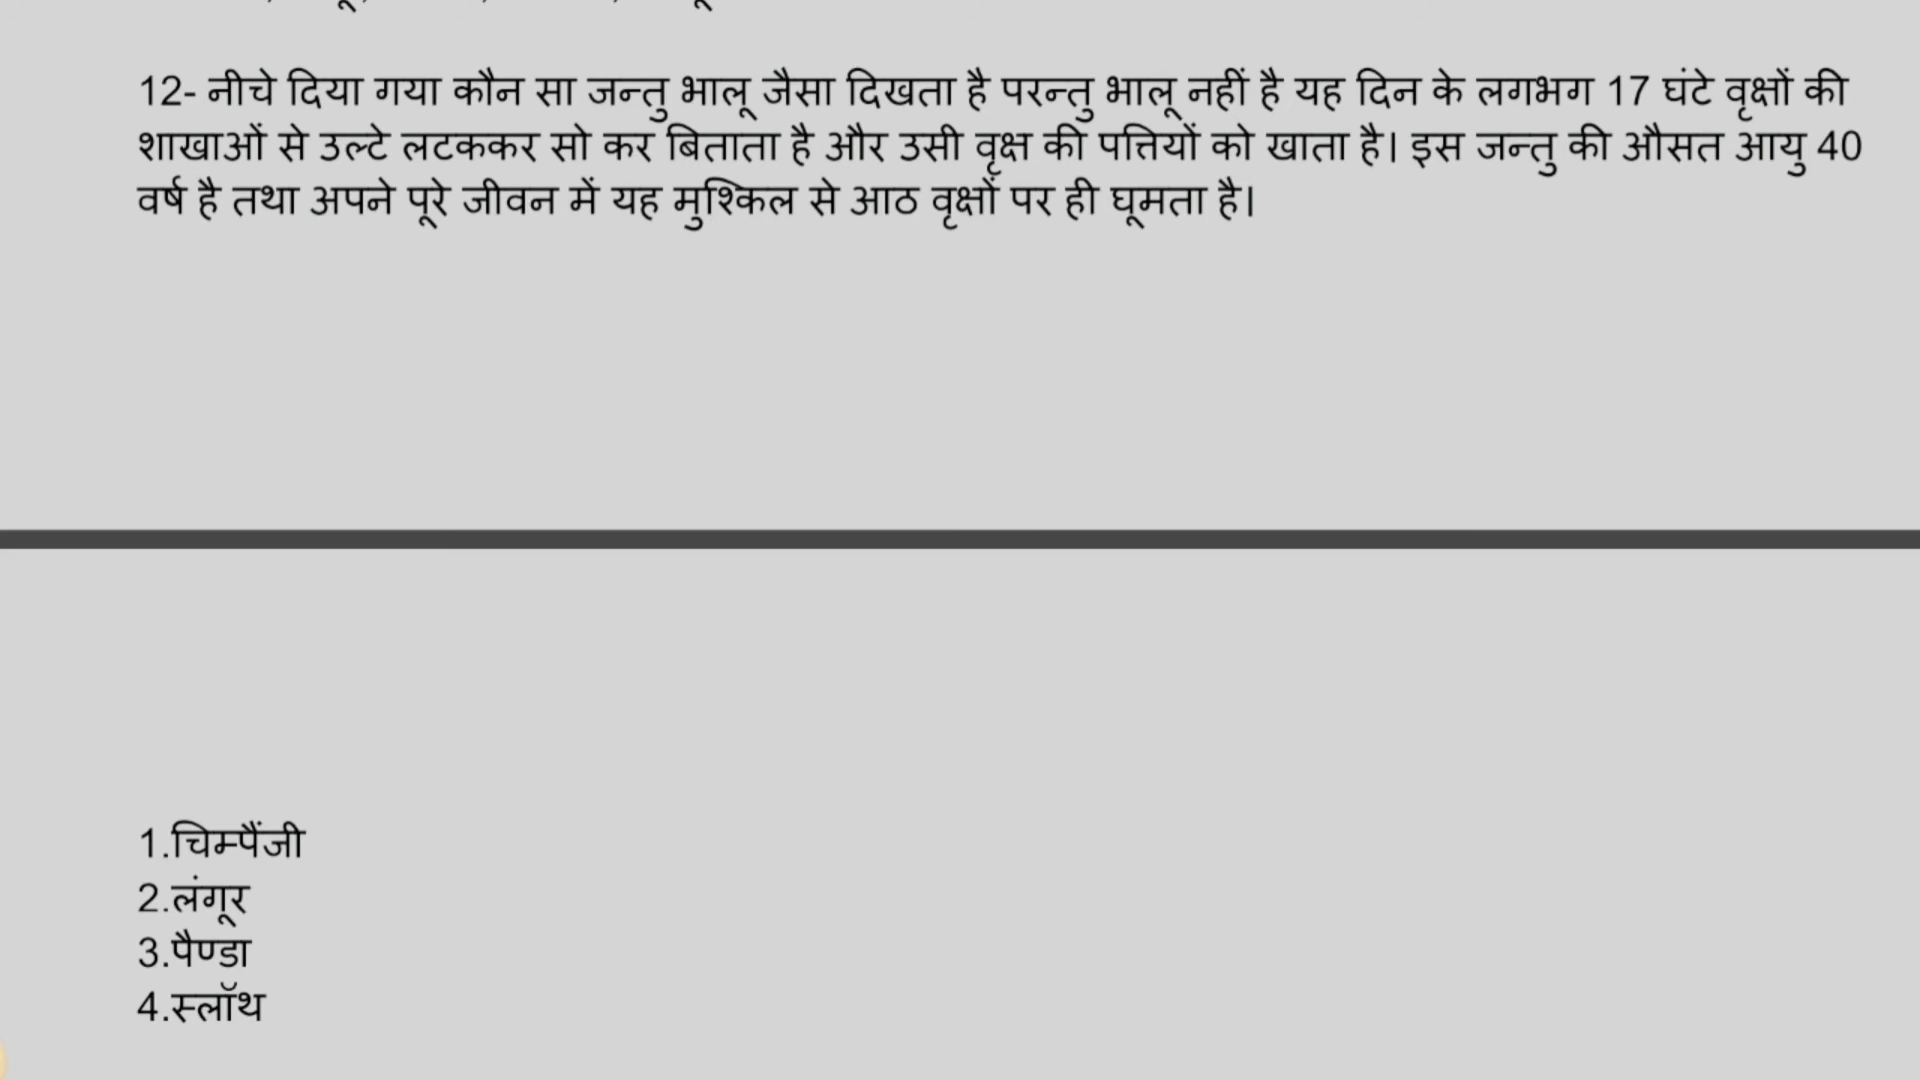 12- नीचे दिया गया कौन सा जन्तु भालू जैसा दिखता है परन्तु भालू नहीं है यह दिन के लगभग 17 घंटे वृक्षों की
शाखाओं से उल्टे लटककर सो कर बिताता है और उसी वृक्ष की पत्तियों को खाता है। इस जन्तु की औसत आयु 40
वर्ष है तथा अपने पूरे जीवन में यह मुश्किल से आठ वृक्षों पर ही घूमता है।
1.चिम्पैंजी
2.लंगूर
3.पैण्डा
4.स्लॉथ